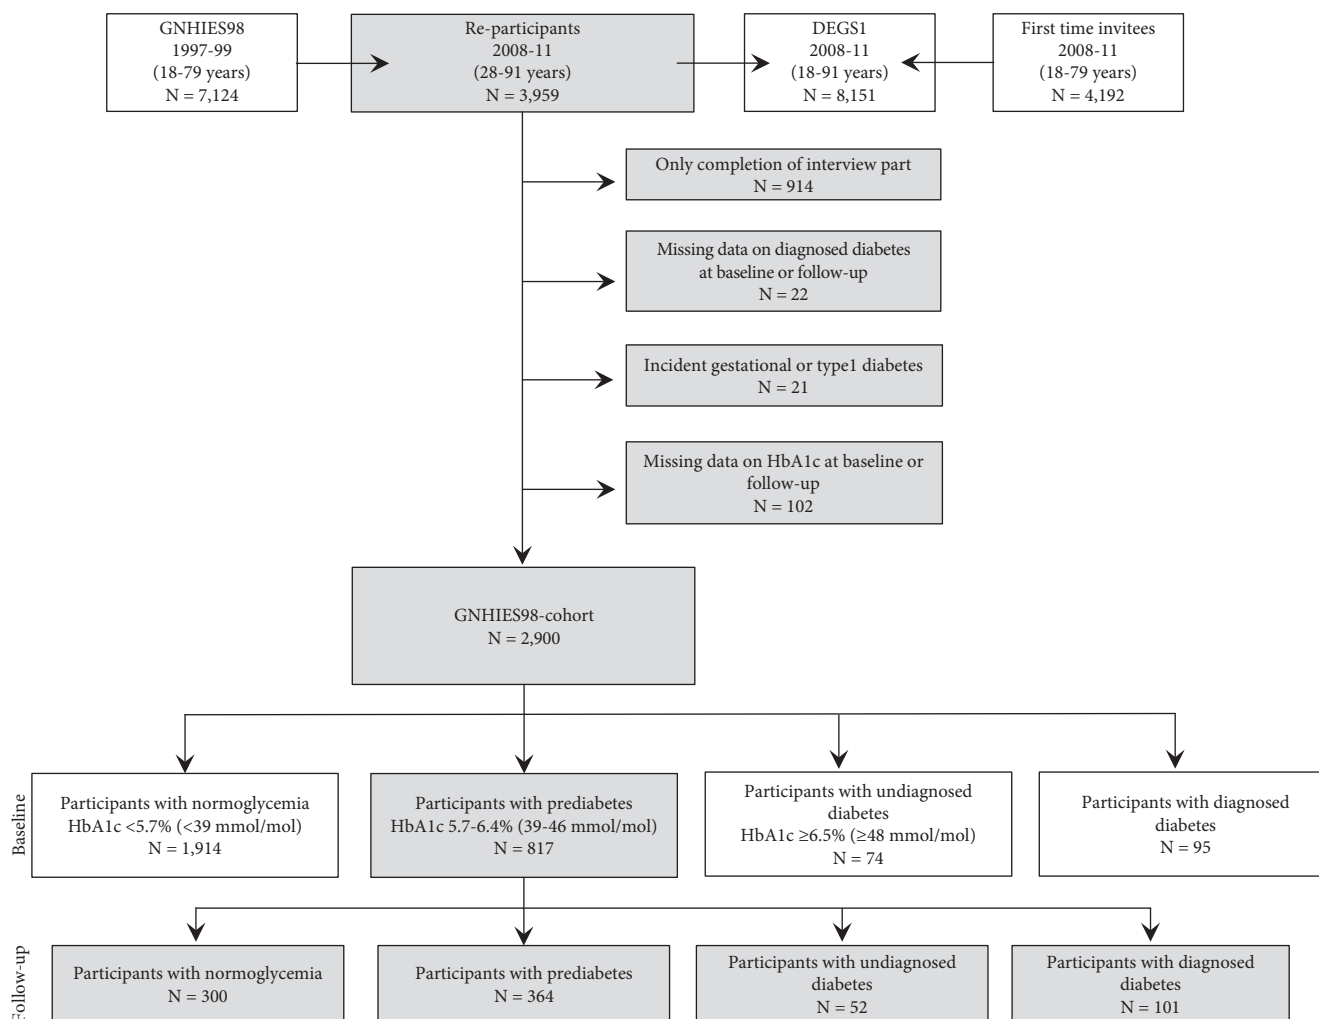 GNHIES98
1997-99
(18-79 years)
N = 7,124
Re-participants
2008-11
(28-91 years)
N = 3,959
DEGS1
2008-11
(18-91 years)
N = 8,151
First time invitees
2008-11
(18-79 years)
N = 4,192
Only completion of interview part
N = 914
Missing data on diagnosed diabetes
at baseline or follow-up
N = 22
Incident gestational or type1 diabetes
N = 21
Missing data on HbA1c at baseline or
follow-up
N = 102
GNHIES98-cohort
N = 2,900
Baseline
Participants with normoglycemia
HbA1c <5.7% (<39 mmol/mol)
N = 1,914
Participants with prediabetes
HbA1c 5.7-6.4% (39-46 mmol/mol)
N = 817
Participants with undiagnosed
diabetes
HbA1c ≥6.5% (≥48 mmol/mol)
N = 74
Participants with diagnosed
diabetes
N = 95
Follow-up
Participants with normoglycemia
N = 300
Participants with prediabetes
N = 364
Participants with undiagnosed
diabetes
N = 52
Participants with diagnosed
diabetes
N = 101